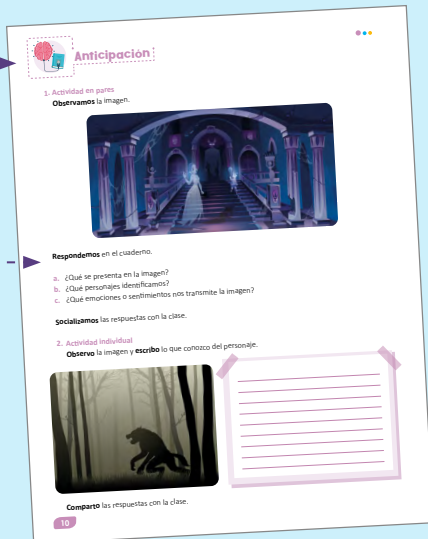 Anticipación
1. Actividad en pares
Observamos la imagen.
Respondemos en el cuaderno.
a. ¿Qué se presenta en la imagen?
b. ¿Qué personajes identificamos?
c. ¿Qué emociones o sentimientos nos transmite la imagen?
Socializamos las respuestas con la clase.
2. Actividad individual
Observo la imagen y escribo lo que conozco del personaje.
Comparto las respuestas con la clase.
10